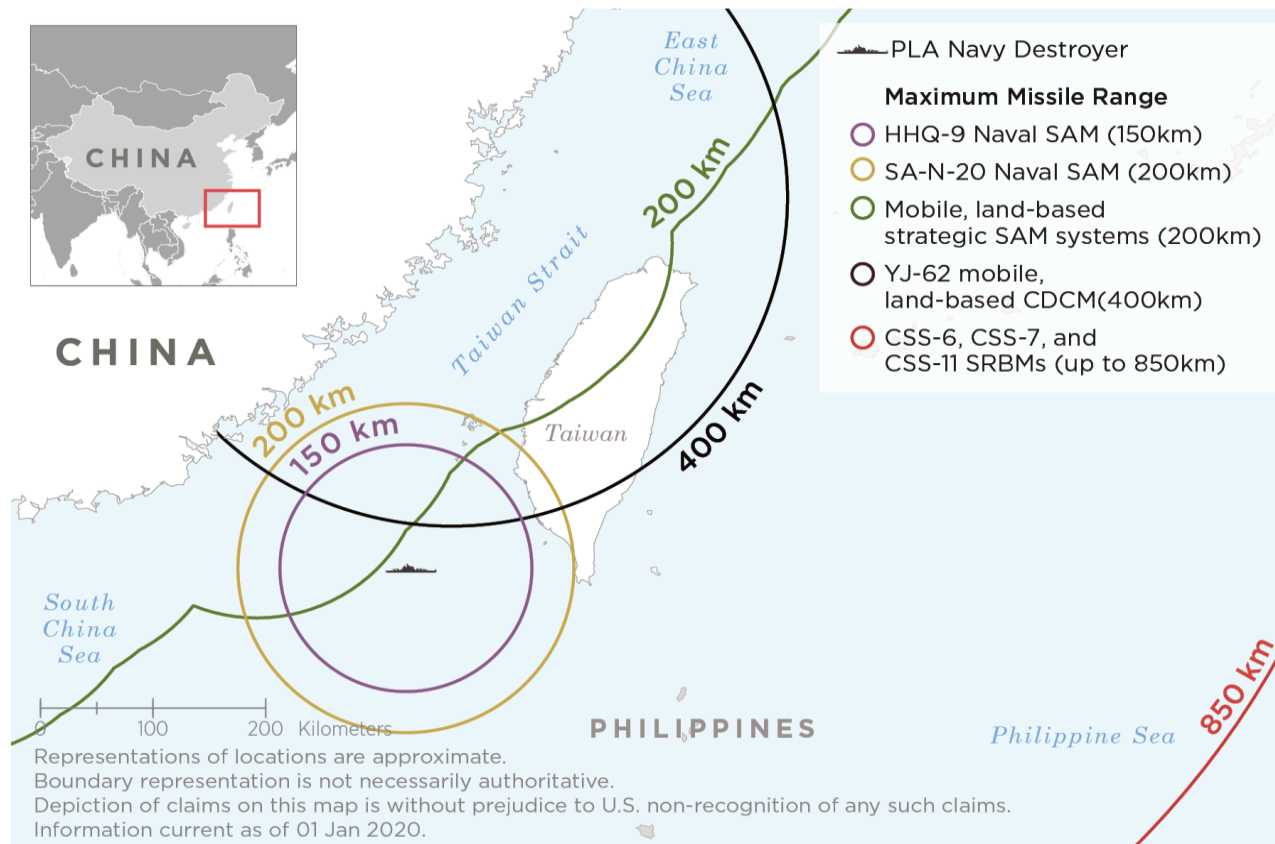 CHINA
East
China
Sea
PLA Navy Destroyer
Maximum Missile Range
HHQ-9 Naval SAM (150km)
SA-N-20 Naval SAM (200km)
Mobile, land-based
strategic SAM systems (200km)
YJ-62 mobile,
land-based CDCM(400km)
CSS-6, CSS-7, and
CSS-11 SRBMs (up to 850km)
200 km
Taiwan Strait
CHINA
200 km
150 km
Taiwan
400 km
South
China
Sea
850 km
0 100 200 Kilometers
PHILIPPINES
Philippine Sea
Representations of locations are approximate.
Boundary representation is not necessarily authoritative.
Depiction of claims on this map is without prejudice to U.S. non-recognition of any such claims.
Information current as of 01 Jan 2020.